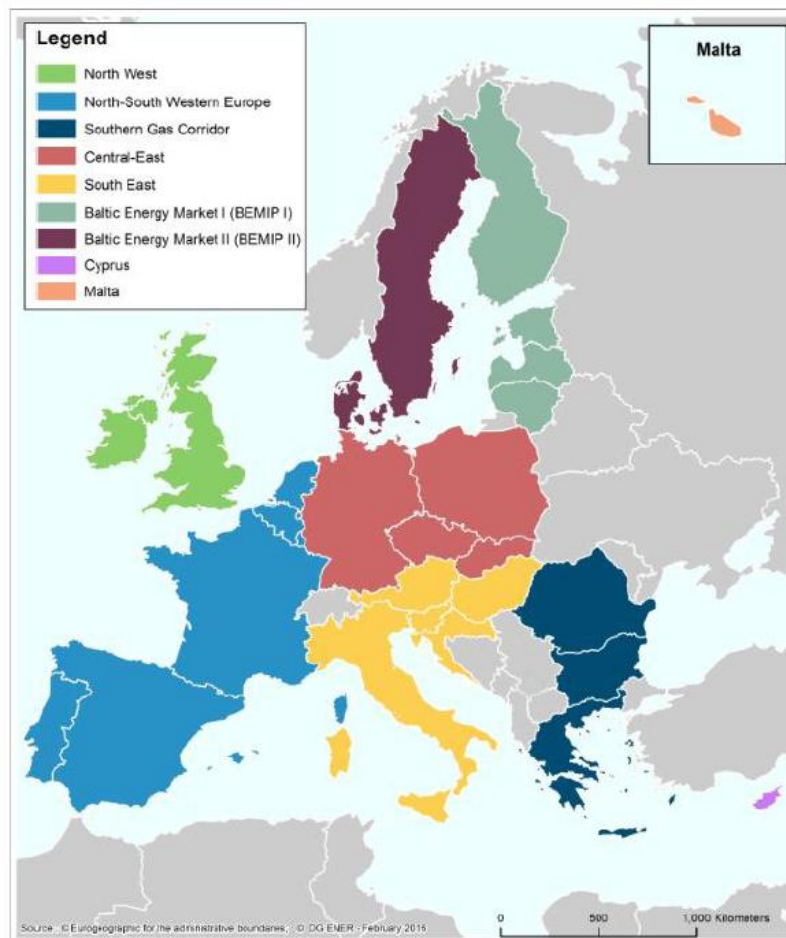 Legend
North West
North-South Western Europe
Southern Gas Corridor
Central-East
South East
Baltic Energy Market I (BEMIP I)
Baltic Energy Market II (BEMIP II)
Cyprus
Malta
Malta
0 500 1,000 Kilometers
Source : © Eurogeographic for the administrative boundaries; © DG ENER - February 2016